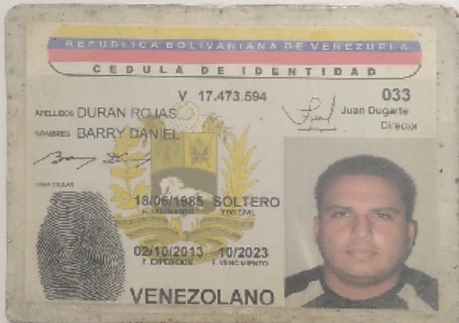 REPUBLICA BOLIVARIANA DE VENEZUELA
CEDULA DE IDENTIDAD
V 17.473.594
033
APELLIDOS DURAN ROJAS
Juan Dugarte
Director
NOMBRES BARRY DANIEL
FIRMA TITULAR
18/06/1985 SOLTERO
F. NACIMIENTO EDO CIVIL
02/10/2013 10/2023
F. EXPEDICION F. VENCIMIENTO
VENEZOLANO